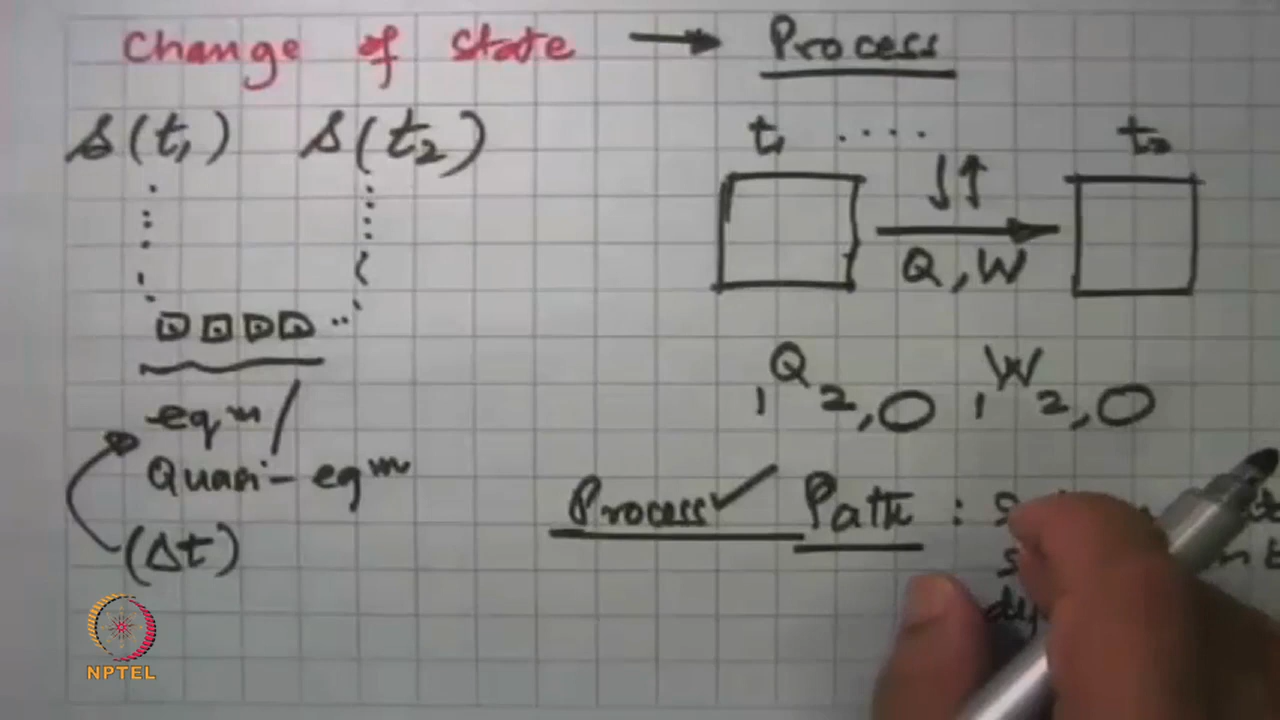 Change of state → Process
S(t1) S(t2)
t1 .... t2
Q, W
1Q2, 0 1W2, 0
eqm/
Quasi-eqm
(Δt)
Process✓ Path :
NPTEL